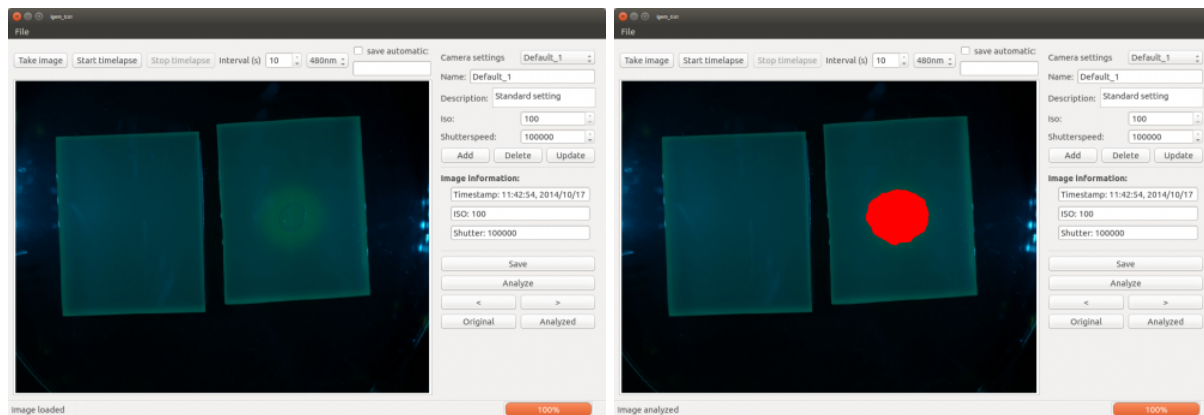 igem_GUI
File
Take image Start timelapse Stop timelapse Interval (s) 10 480nm save automatic:
Camera settings Default_1
Name: Default_1
Description: Standard setting
Iso: 100
Shutterspeed: 100000
Add Delete Update
Image information:
Timestamp: 11:42:54, 2014/10/17
ISO: 100
Shutter: 100000
Save
Analyze
< >
Original Analyzed
Image loaded 100%
igem_GUI
File
Take image Start timelapse Stop timelapse Interval (s) 10 480nm save automatic:
Camera settings Default_1
Name: Default_1
Description: Standard setting
Iso: 100
Shutterspeed: 100000
Add Delete Update
Image information:
Timestamp: 11:42:54, 2014/10/17
ISO: 100
Shutter: 100000
Save
Analyze
< >
Original Analyzed
Image analyzed 100%